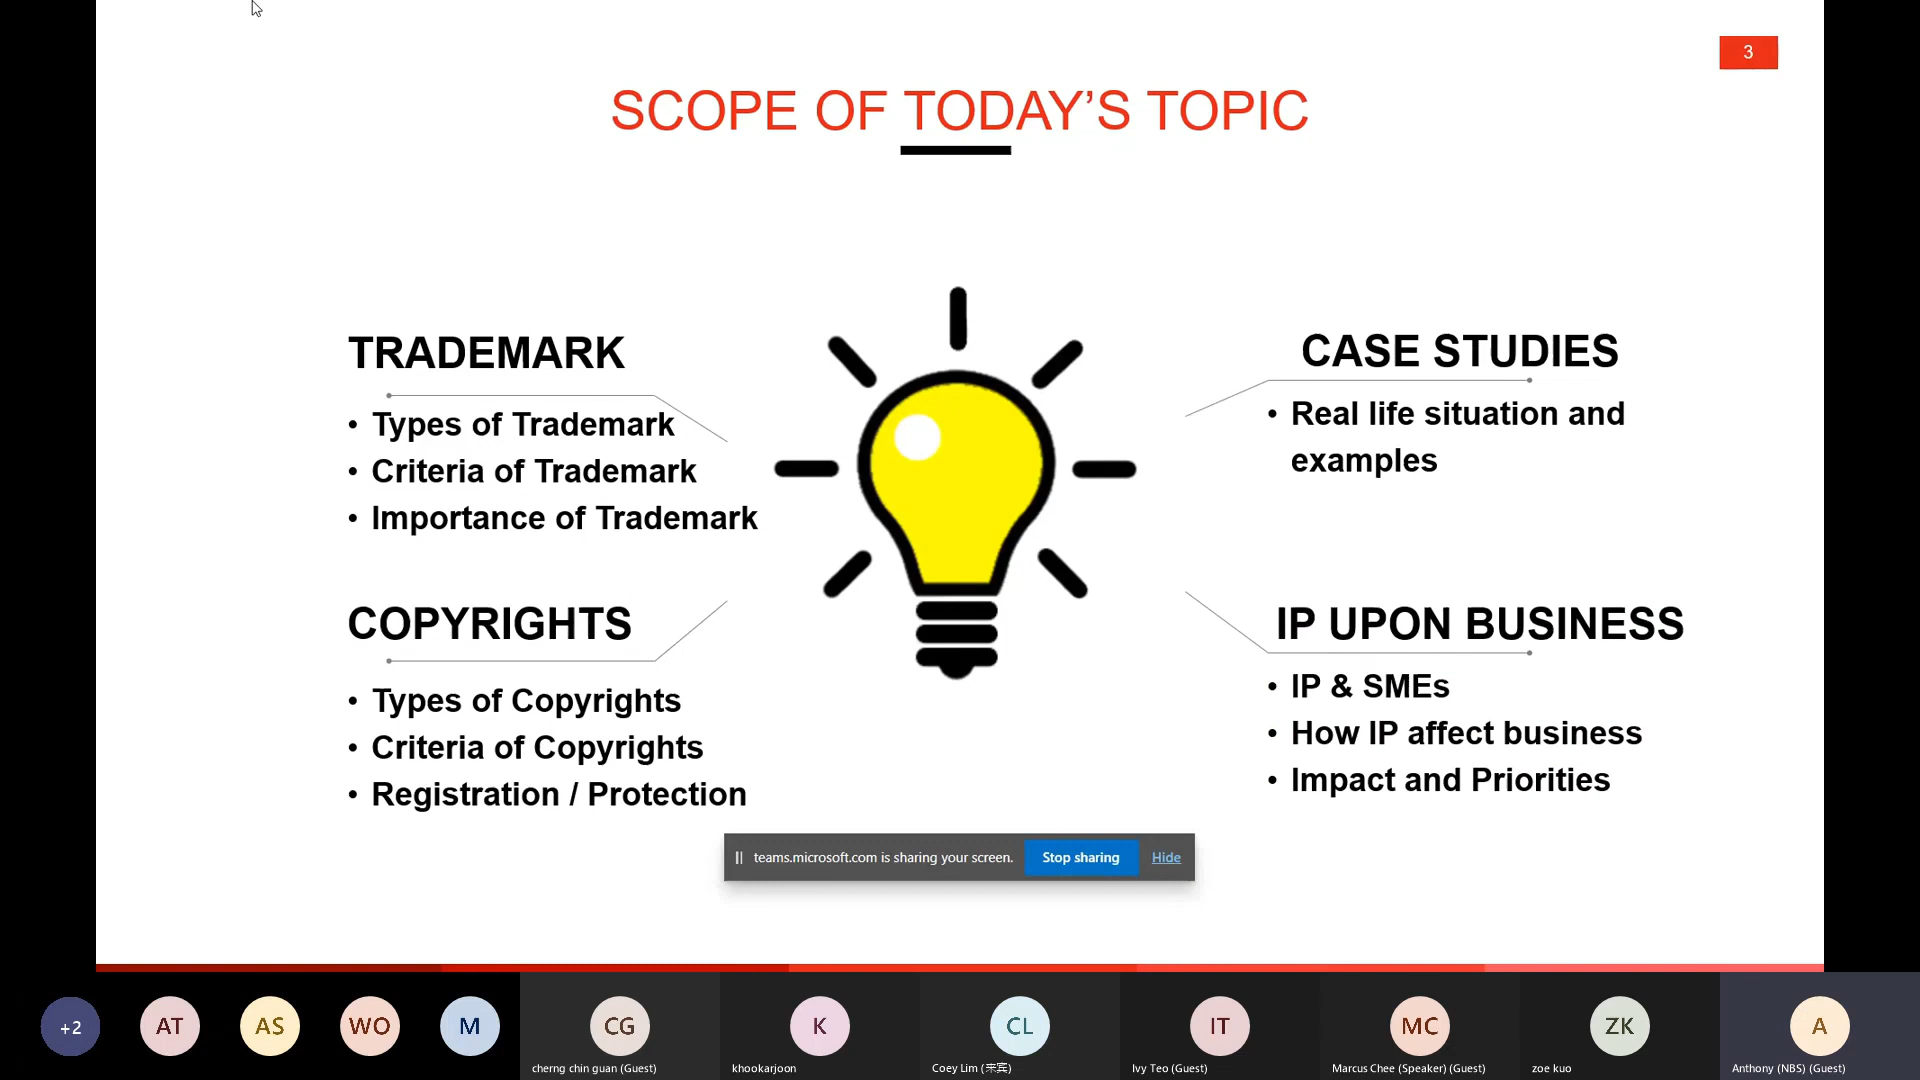 3
SCOPE OF TODAY’S TOPIC
TRADEMARK
• Types of Trademark
• Criteria of Trademark
• Importance of Trademark
CASE STUDIES
• Real life situation and
examples
COPYRIGHTS
• Types of Copyrights
• Criteria of Copyrights
• Registration / Protection
IP UPON BUSINESS
• IP & SMEs
• How IP affect business
• Impact and Priorities
teams.microsoft.com is sharing your screen. Stop sharing Hide
+2 AT AS WO M CG K CL IT MC ZK A
cherng chin guan (Guest) khookarjoon Coey Lim (来宾) Ivy Teo (Guest) Marcus Chee (Speaker) (Guest) zoe kuo Anthony (NBS) (Guest)